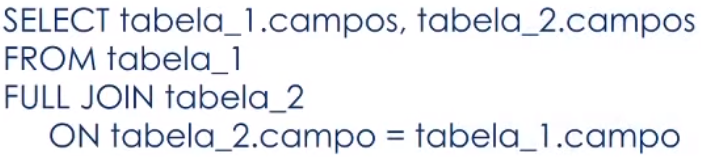 SELECT tabela_1.campos, tabela_2.campos
FROM tabela_1
FULL JOIN tabela_2
ON tabela_2.campo = tabela_1.campo